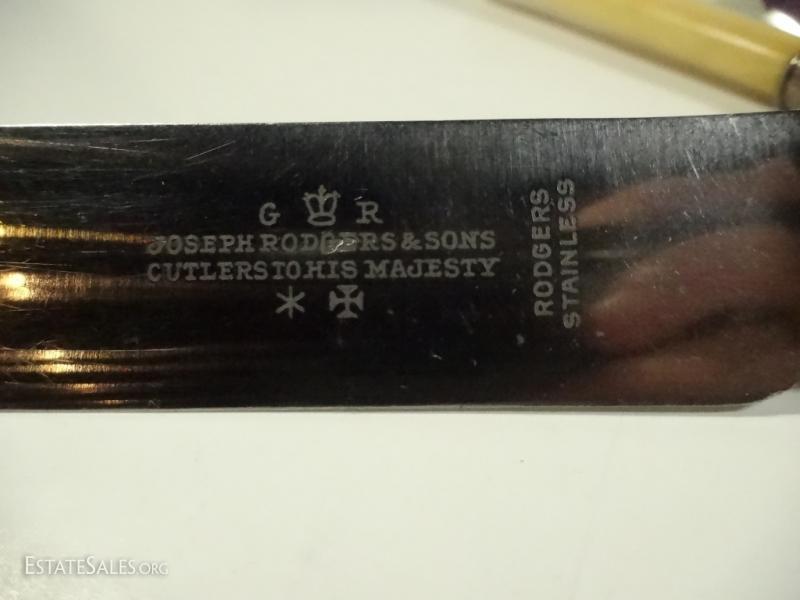 G R
JOSEPH RODGERS & SONS
CUTLERS TO HIS MAJESTY
RODGERS
STAINLESS
ESTATESALES.ORG